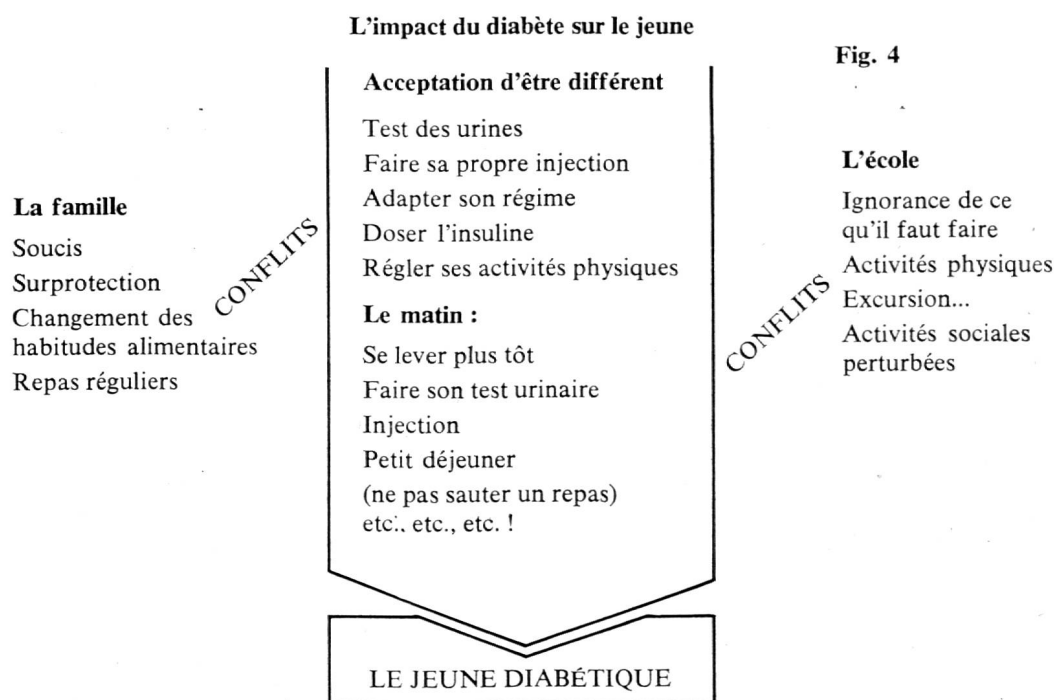 L'impact du diabète sur le jeune
Fig. 4
Acceptation d'être différent
Test des urines
Faire sa propre injection
Adapter son régime
Doser l'insuline
Régler ses activités physiques
Le matin :
Se lever plus tôt
Faire son test urinaire
Injection
Petit déjeuner
(ne pas sauter un repas)
etc., etc., etc. !
La famille
Soucis
Surprotection
Changement des
habitudes alimentaires
Repas réguliers
CONFLITS
L'école
Ignorance de ce
qu'il faut faire
Activités physiques
Excursion...
Activités sociales
perturbées
CONFLITS
LE JEUNE DIABÉTIQUE